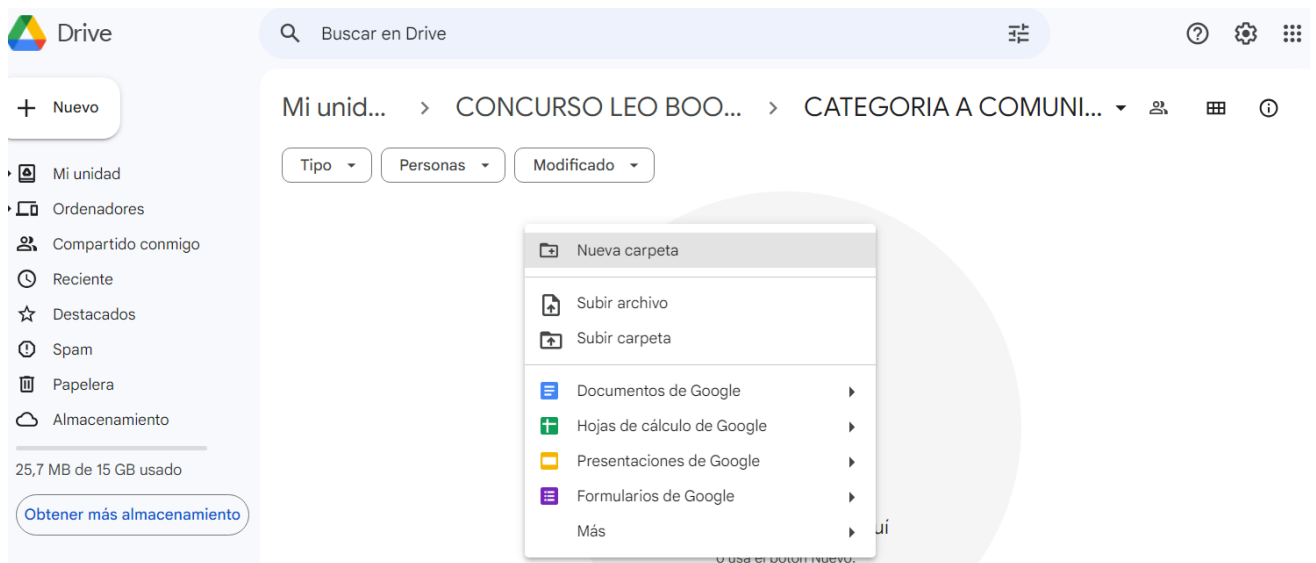 Drive
Buscar en Drive
Nuevo
Mi unid... > CONCURSO LEO BOO... > CATEGORIA A COMUNI...
Tipo Personas Modificado
Mi unidad
Ordenadores
Compartido conmigo
Reciente
Destacados
Spam
Papelera
Almacenamiento
25,7 MB de 15 GB usado
Obtener más almacenamiento
Nueva carpeta
Subir archivo
Subir carpeta
Documentos de Google
Hojas de cálculo de Google
Presentaciones de Google
Formularios de Google
Más
uí
o usa el botón Nuevo.